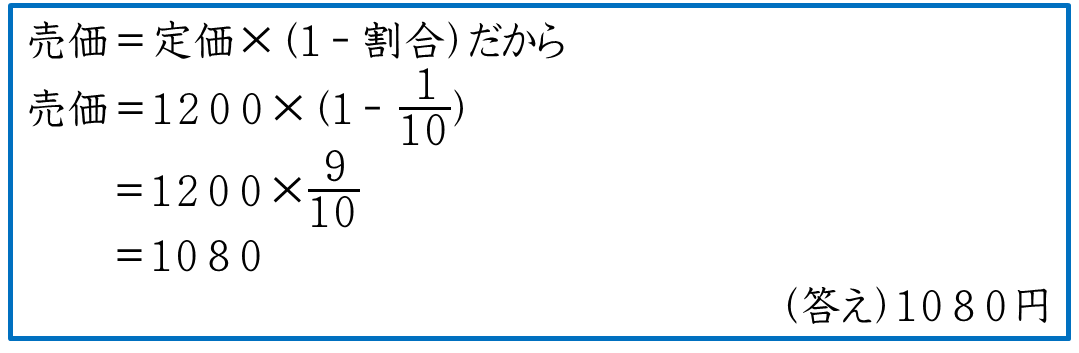 売価=定価×(1-割合)だから
売価=1200×(1-1/10)
=1200×9/10
=1080
(答え)1080円